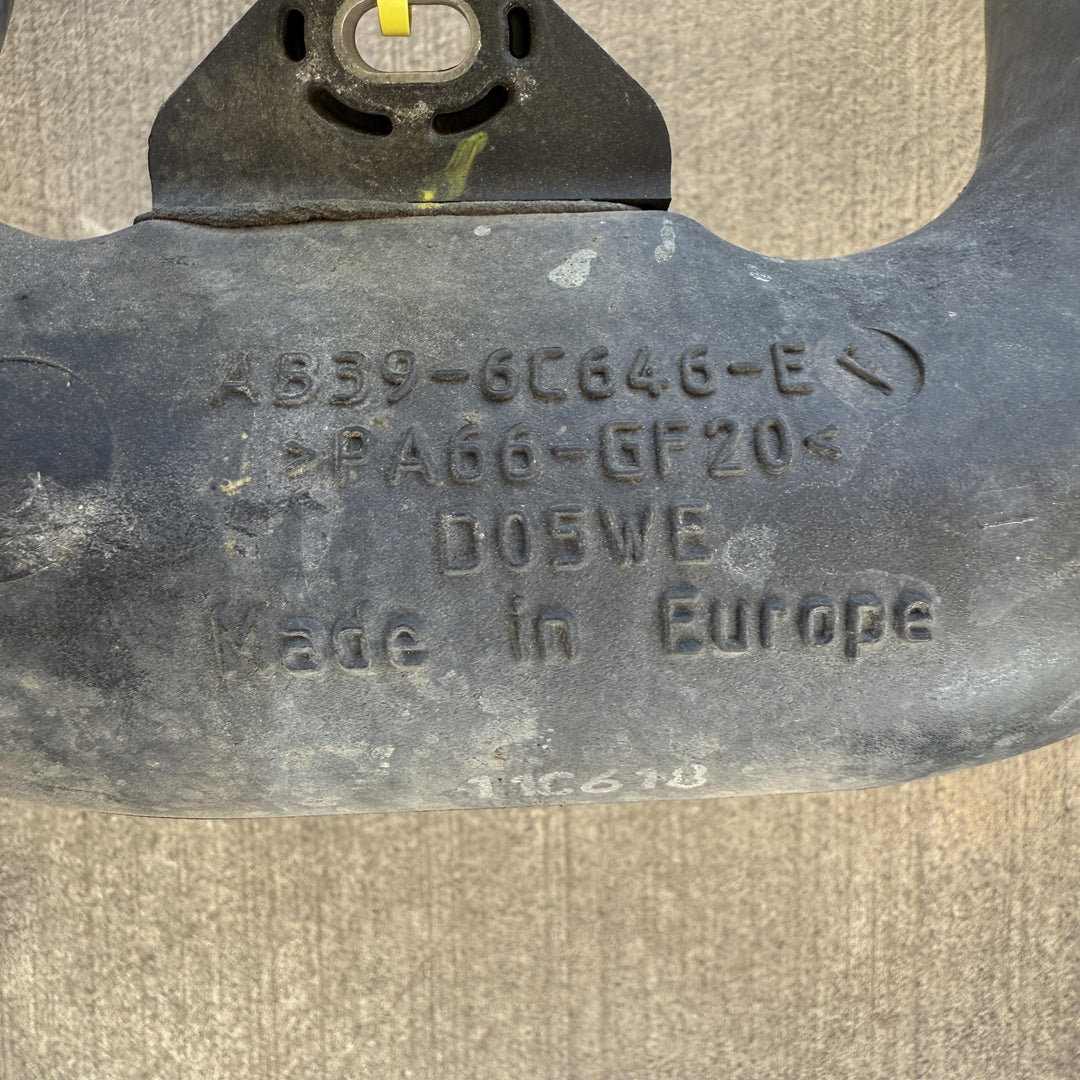 AB39-6C646-E
>PA66-GF20<
D05WE
Made in Europe
11C618